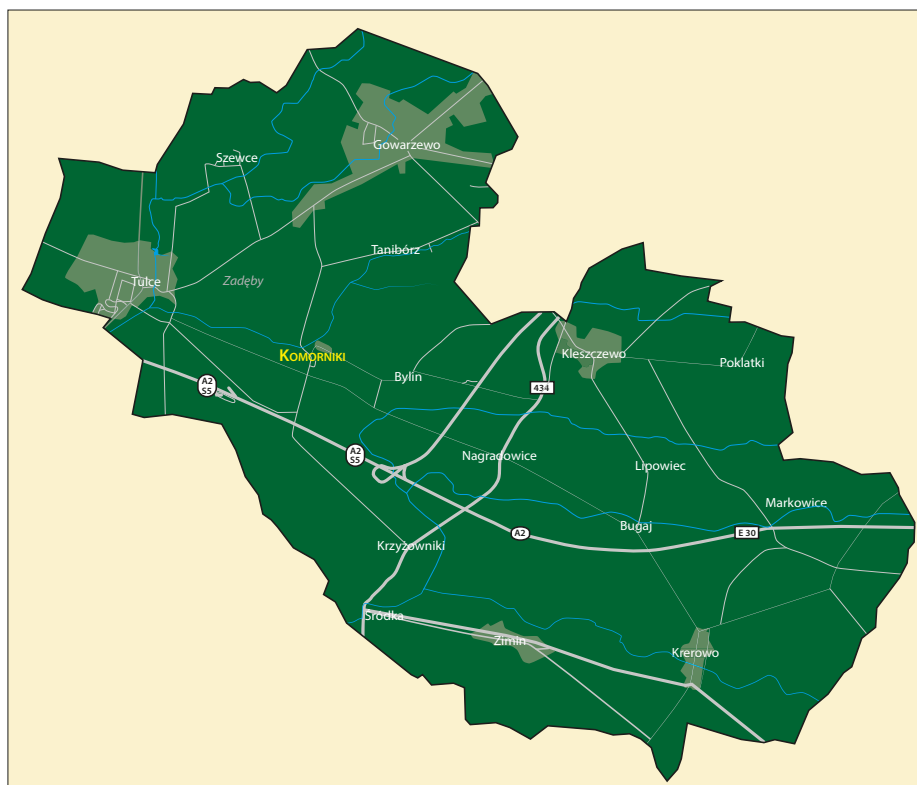 Gowarzewo
Szewce
Tanibórz
Zadęby
Tulce
Komorniki
Kleszczewo
Poklatki
Bylin
A2
S5
434
A2
S5
Nagradowice
Lipowiec
Markowice
Bugaj
A2
E 30
Krzyżowniki
Śródka
Zimin
Krerowo